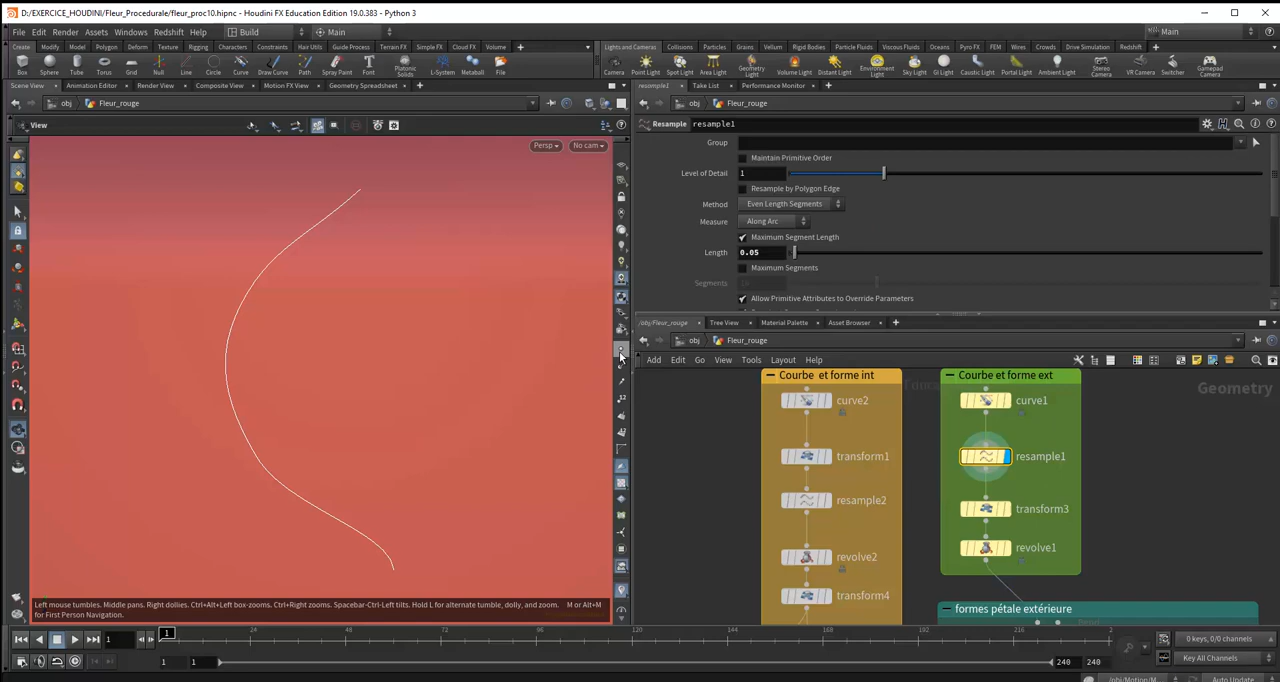 D:/EXERCICE_HOUDINI/Fleur_Procedurale/fleur_proc10.hipnc - Houdini FX Education Edition 19.0.383 - Python 3
File Edit Render Assets Windows Redshift Help Build Main Main
Create Modify Model Polygon Deform Texture Rigging Characters Constraints Hair Utils Guide Process Terrain FX Simple FX Cloud FX Volume
Lights and Cameras Collisions Particles Grains Vellum Rigid Bodies Particle Fluids Viscous Fluids Oceans Pyro FX FEM Wires Crowds Drive Simulation Redshift
Box Sphere Tube Torus Grid Null Line Circle Curve Draw Curve Path Spray Paint Font Platonic Solids L-System Metaball File
Camera Point Light Spot Light Area Light Geometry Light Volume Light Distant Light Environment Light Sky Light GI Light Caustic Light Portal Light Ambient Light Stereo Camera VR Camera Switcher Gamepad Camera
Scene View Animation Editor Render View Composite View Motion FX View Geometry Spreadsheet
resample1 Take List Performance Monitor
obj Fleur_rouge
obj Fleur_rouge
View
Persp No cam
Resample resample1
Group
Maintain Primitive Order
Level of Detail 1
Resample by Polygon Edge
Method Even Length Segments
Measure Along Arc
Maximum Segment Length
Length 0.05
Maximum Segments
Segments
Allow Primitive Attributes to Override Parameters
/obj/Fleur_rouge Tree View Material Palette Asset Browser
obj Fleur_rouge
Add Edit Go View Tools Layout Help
Geometry
Courbe et forme int
curve2
transform1
resample2
revolve2
transform4
Courbe et forme ext
curve1
resample1
transform3
revolve1
formes pétale extérieure
Left mouse tumbles. Middle pans. Right dollies. Ctrl+Alt+Left box-zooms. Ctrl+Right zooms. Spacebar-Ctrl-Left tilts. Hold L for alternate tumble, dolly, and zoom. M or Alt+M
for First Person Navigation.
1 1 24 48 72 96 120 144 168 192 216 2
0 keys, 0/0 channels
1 1 240 240
Key All Channels
/obj/Motion/M... Auto Update